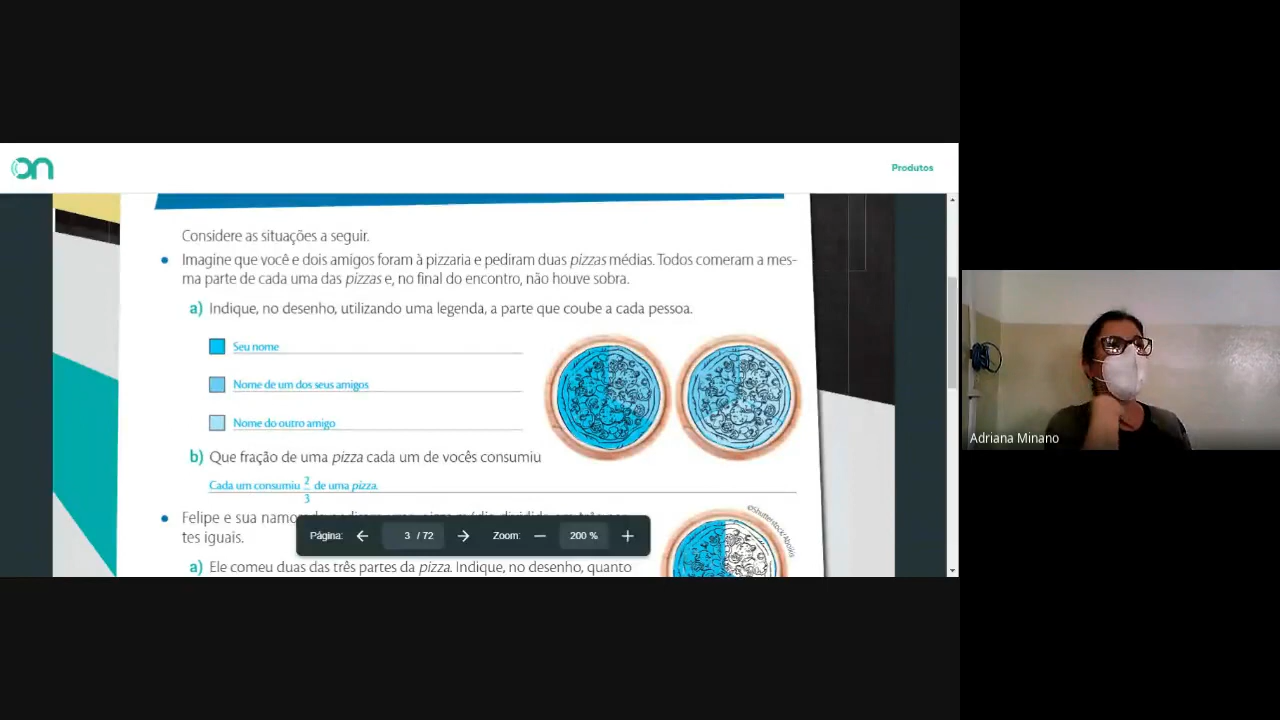 on
Produtos
Considere as situações a seguir.
Imagine que você e dois amigos foram à pizzaria e pediram duas pizzas médias. Todos comeram a mes-
ma parte de cada uma das pizzas e, no final do encontro, não houve sobra.
a) Indique, no desenho, utilizando uma legenda, a parte que coube a cada pessoa.
Seu nome
Nome de um dos seus amigos
Nome do outro amigo
b) Que fração de uma pizza cada um de vocês consumiu
Cada um consumiu 2/3 de uma pizza.
©Shutterstock/Abolis
Felipe e sua
tes iguais.
Página: 3 / 72 Zoom: 200 %
a) Ele comeu duas das três partes da pizza. Indique, no desenho, quanto
Adriana Minano